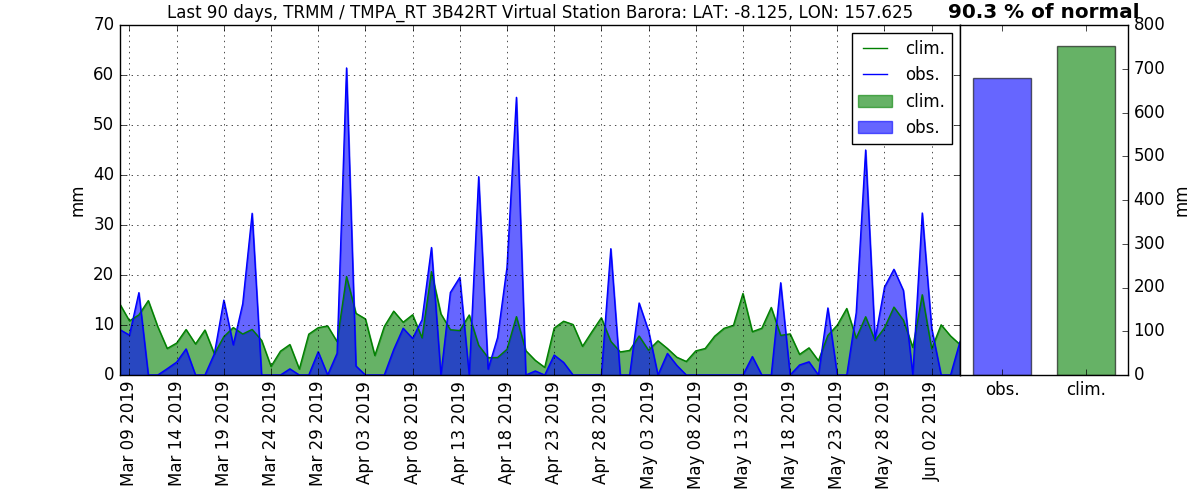 Last 90 days, TRMM / TMPA_RT 3B42RT Virtual Station Barora: LAT: -8.125, LON: 157.625
90.3 % of normal
70
60
50
40
30
20
10
0
mm
clim.
obs.
clim.
obs.
800
700
600
500
400
300
200
100
0
mm
obs.
clim.
Mar 09 2019
Mar 14 2019
Mar 19 2019
Mar 24 2019
Mar 29 2019
Apr 03 2019
Apr 08 2019
Apr 13 2019
Apr 18 2019
Apr 23 2019
Apr 28 2019
May 03 2019
May 08 2019
May 13 2019
May 18 2019
May 23 2019
May 28 2019
Jun 02 2019